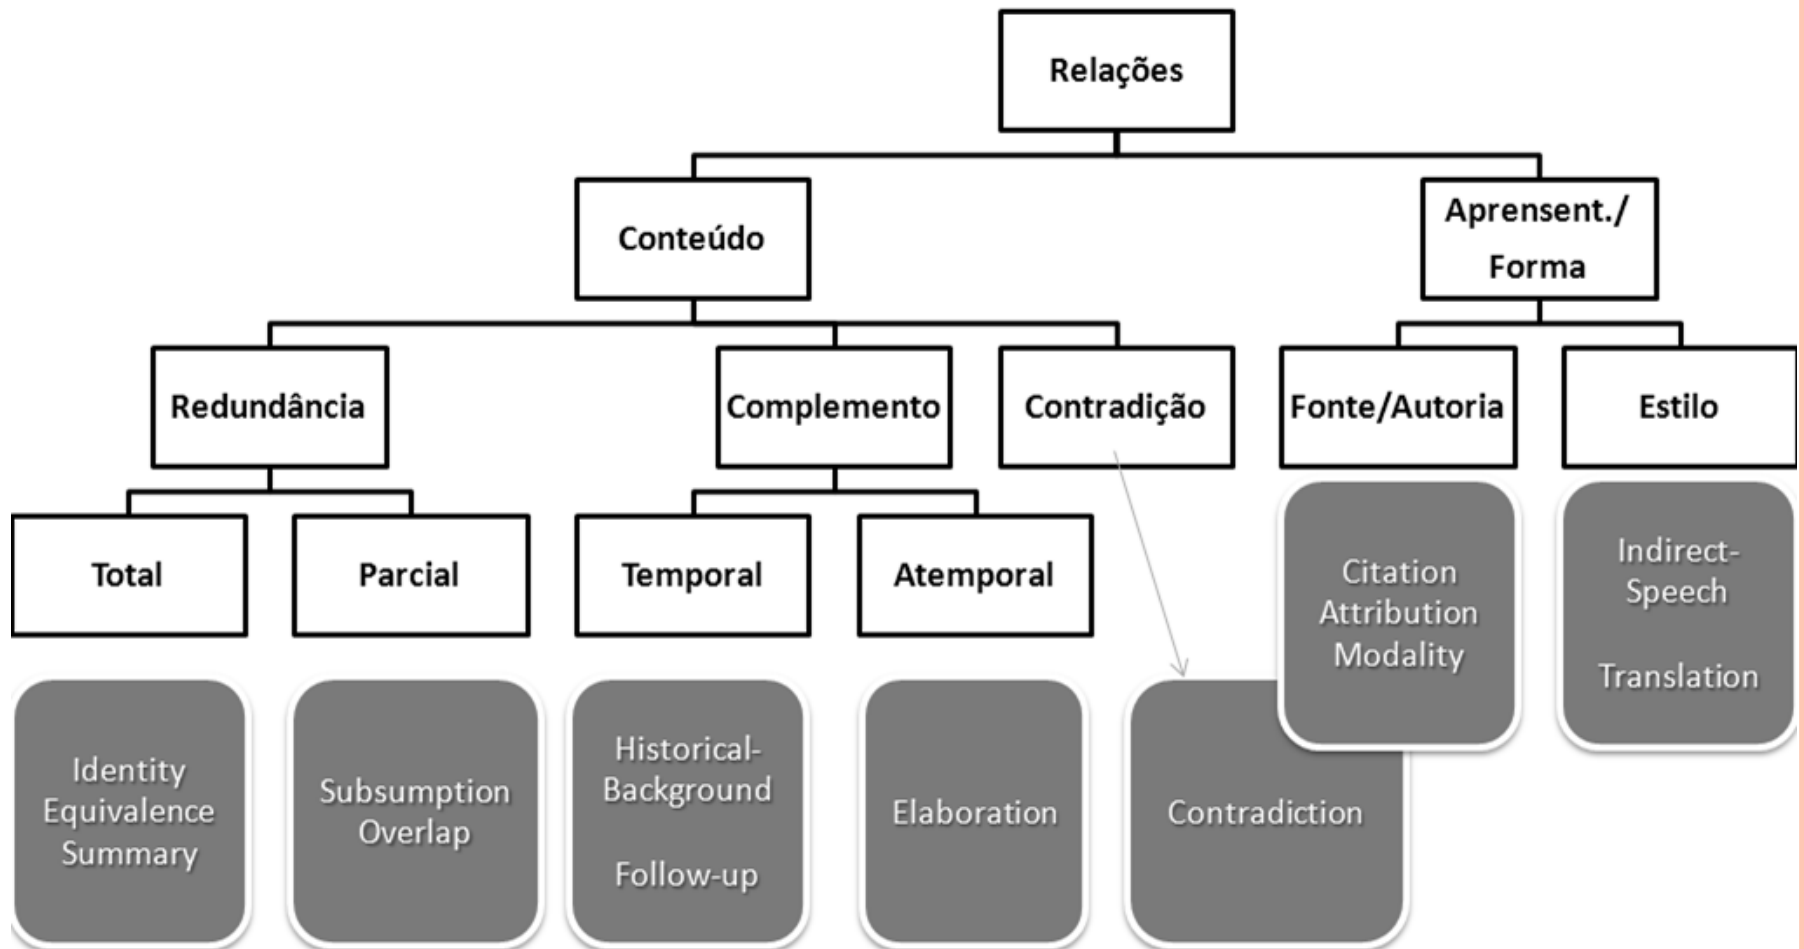 Relações
Conteúdo
Aprensent./
Forma
Redundância
Complemento
Contradição
Fonte/Autoria
Estilo
Total
Parcial
Temporal
Atemporal
Citation
Attribution
Modality
Indirect-
Speech
Translation
Identity
Equivalence
Summary
Subsumption
Overlap
Historical-
Background
Follow-up
Elaboration
Contradiction